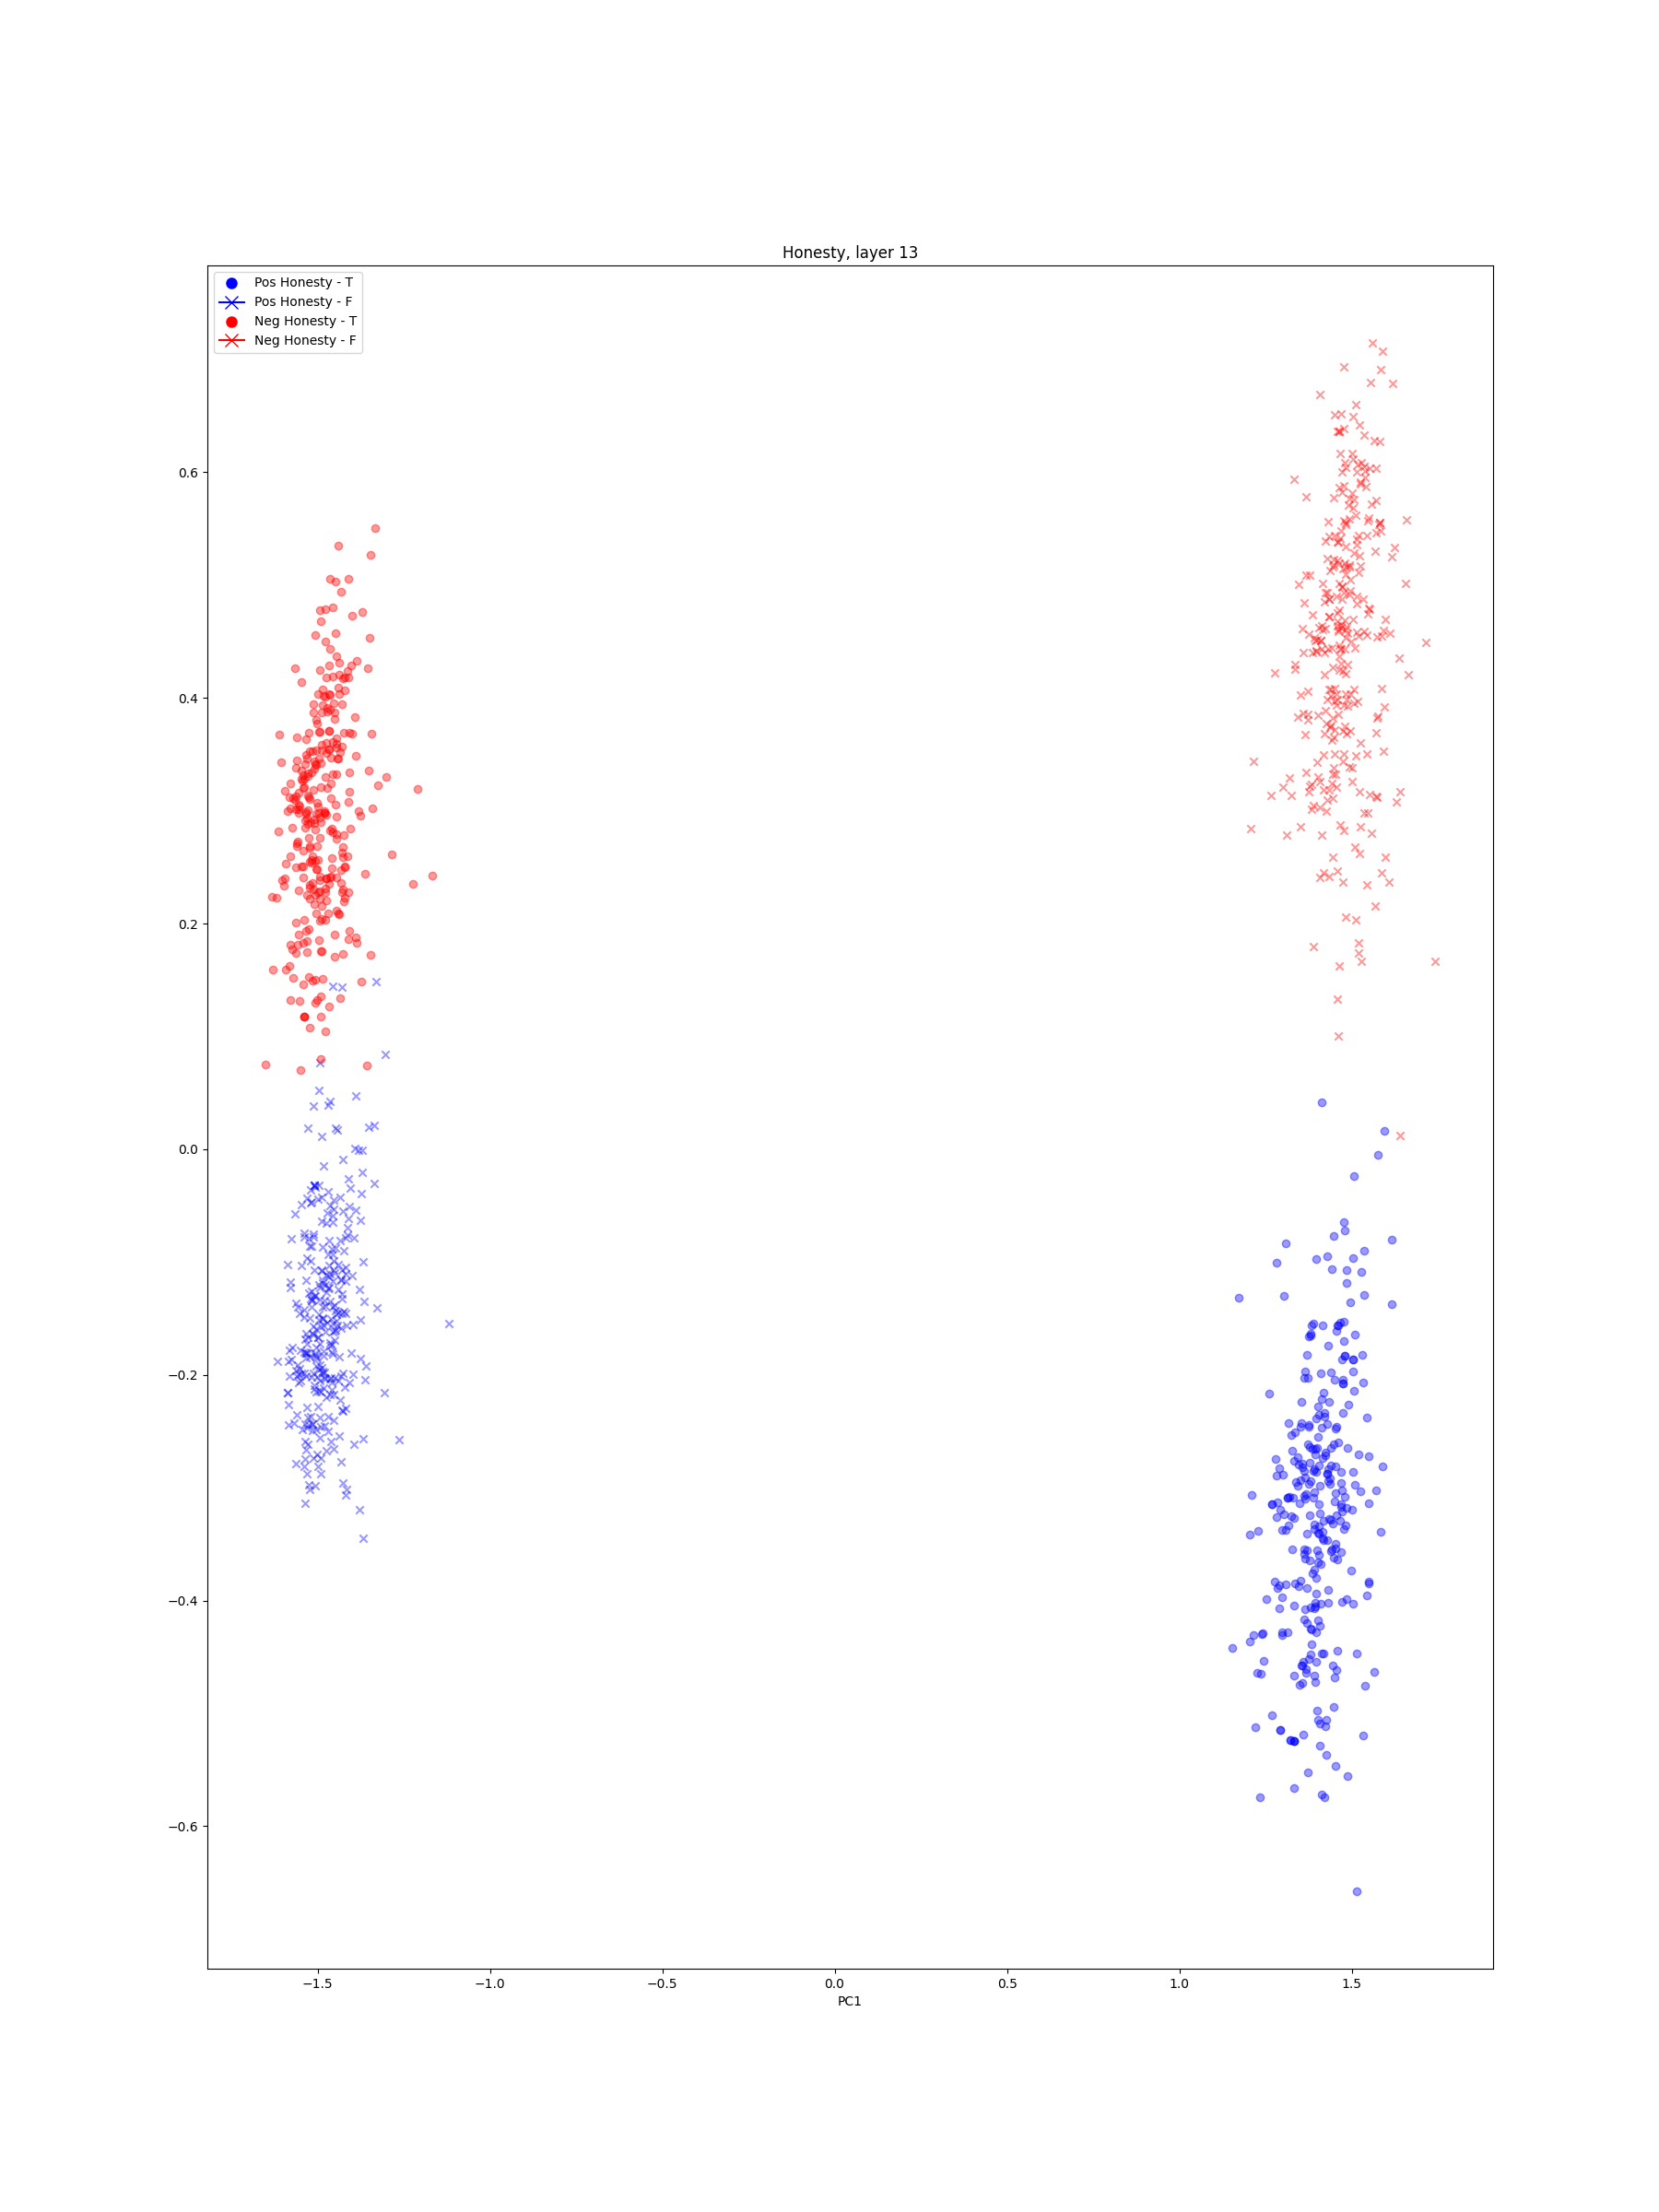 Honesty, layer 13
Pos Honesty - T
Pos Honesty - F
Neg Honesty - T
Neg Honesty - F
0.6
0.4
0.2
0.0
−0.2
−0.4
−0.6
−1.5 −1.0 −0.5 0.0 0.5 1.0 1.5
PC1